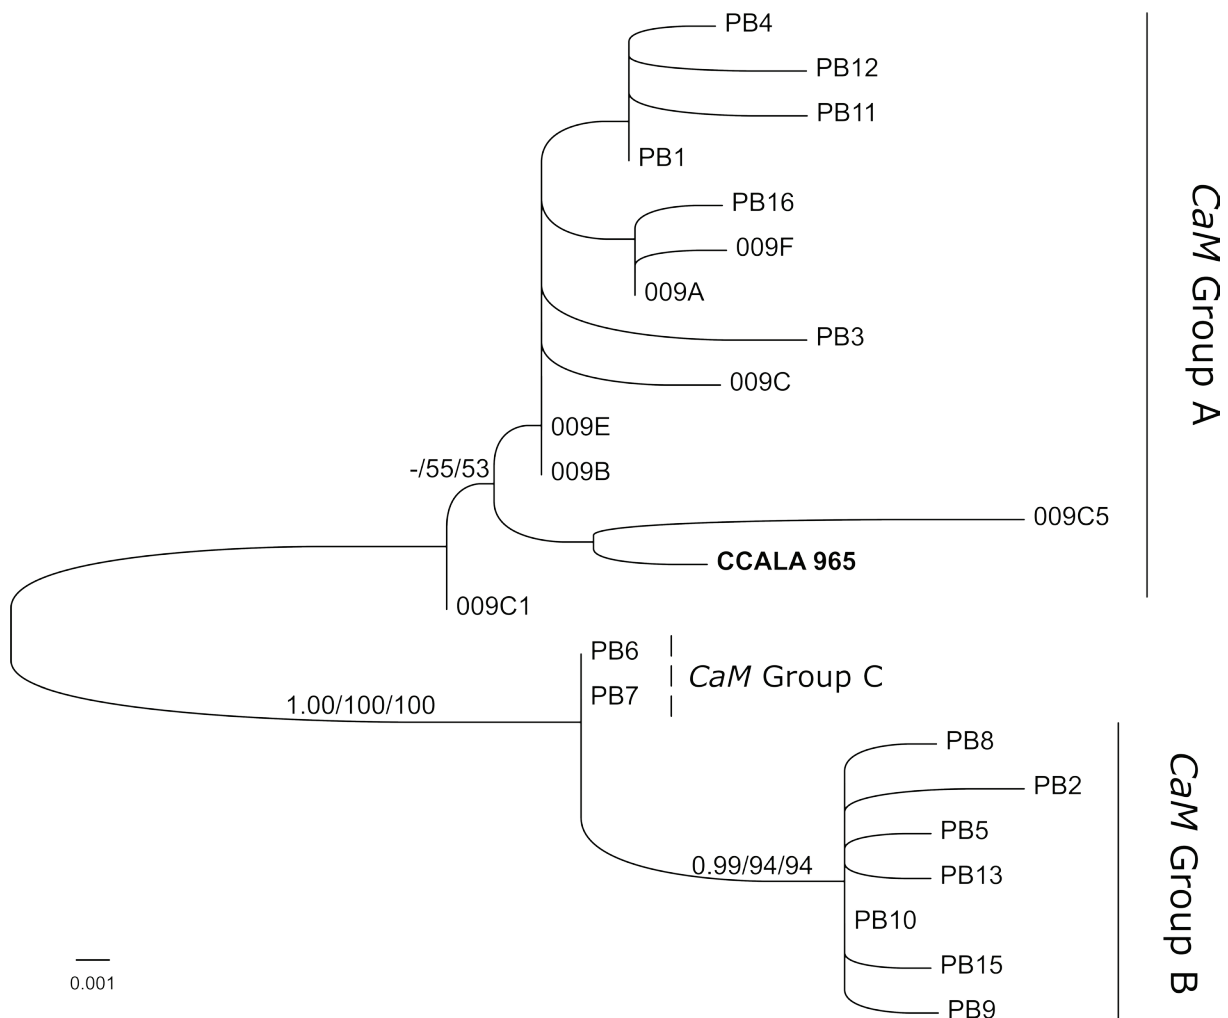 PB4
PB12
PB11
PB1
PB16
009F
009A
PB3
009C
009E
009B
-/55/53
009C5
CCALA 965
009C1
CaM Group A
PB6
PB7
CaM Group C
1.00/100/100
PB8
PB2
PB5
PB13
0.99/94/94
PB10
PB15
PB9
CaM Group B
0.001